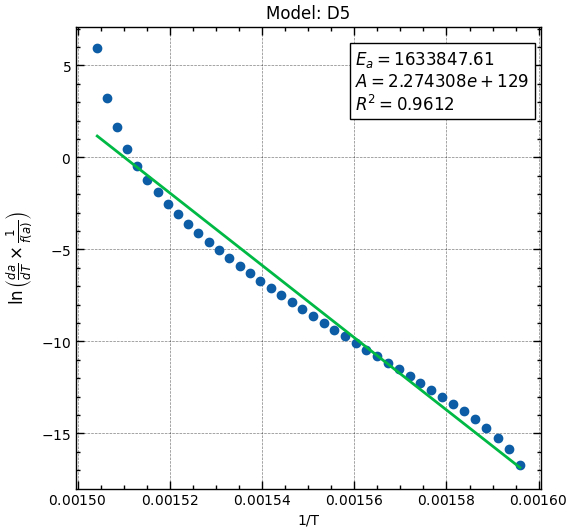 Model: D5
E_a = 1633847.61
A = 2.274308e + 129
R^2 = 0.9612
5
0
−5
−10
−15
ln (da/dT × 1/f(a))
0.00150 0.00152 0.00154 0.00156 0.00158 0.00160
1/T